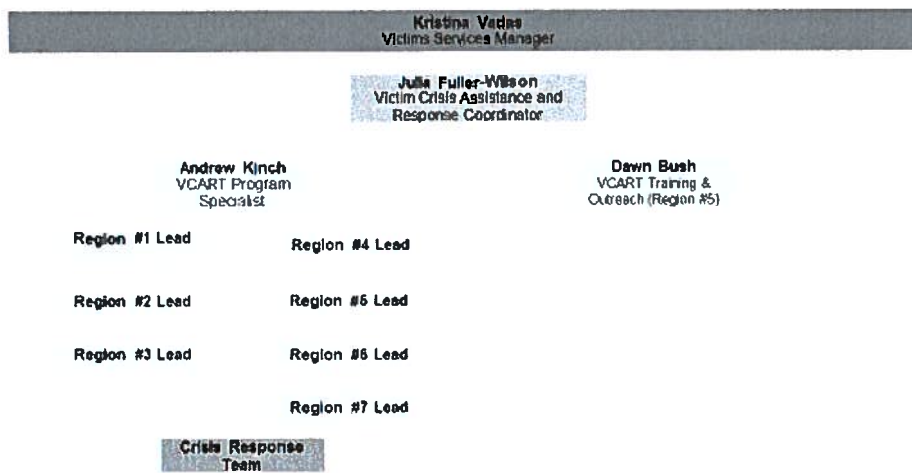 Kristina Vadas
Victims Services Manager
Julia Fuller-Wilson
Victim Crisis Assistance and
Response Coordinator
Andrew Kinch
VCART Program
Specialist
Dawn Bush
VCART Training &
Outreach (Region #5)
Region #1 Lead
Region #4 Lead
Region #2 Lead
Region #5 Lead
Region #3 Lead
Region #6 Lead
Region #7 Lead
Crisis Response
Team